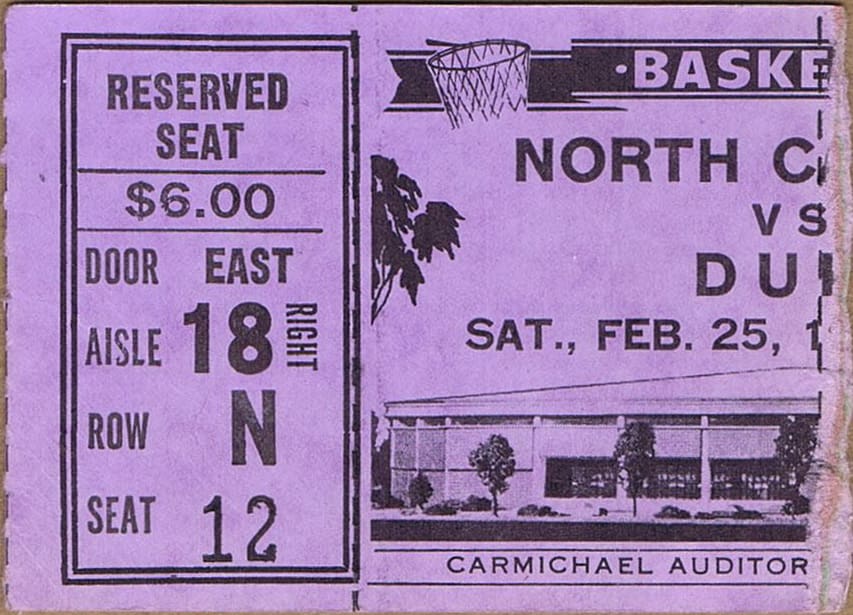 RESERVED
SEAT
$6.00
DOOR EAST
AISLE 18 RIGHT
ROW N
SEAT 12
·BASKE
NORTH C
VS
DU
SAT., FEB. 25, 1
CARMICHAEL AUDITOR